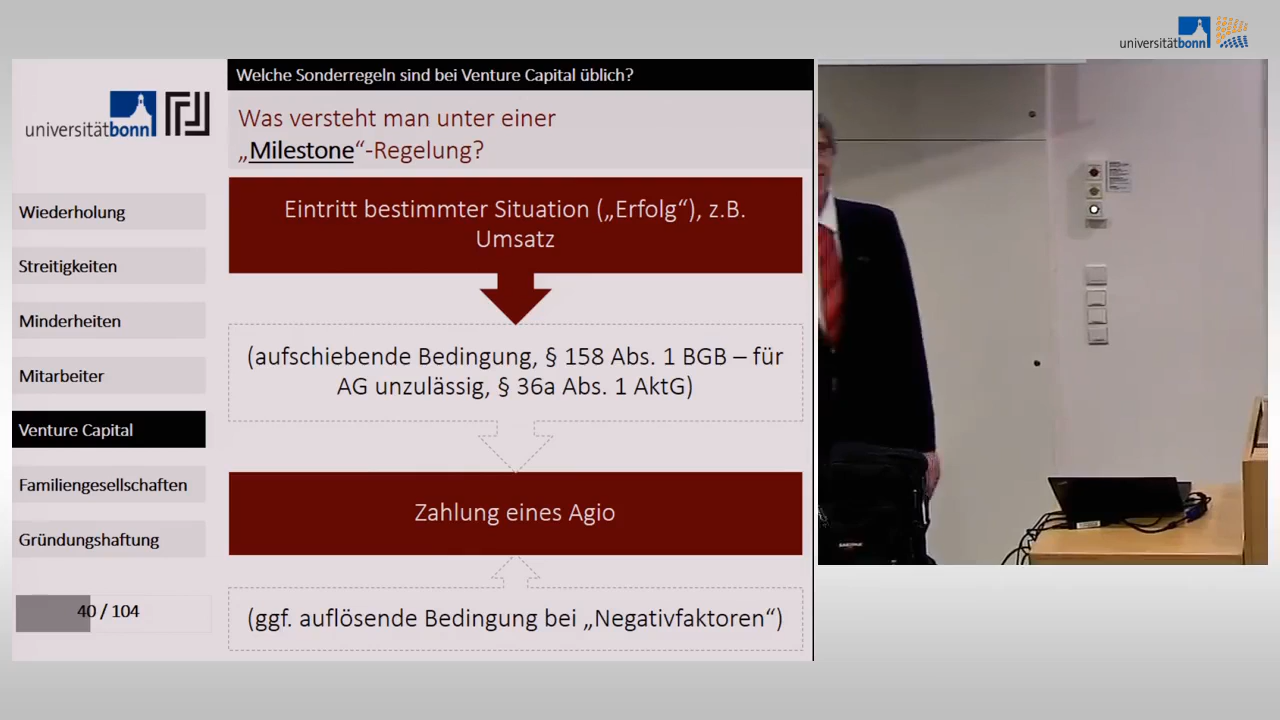 universitätbonn
Welche Sonderregeln sind bei Venture Capital üblich?
universitätbonn
Was versteht man unter einer
„Milestone“-Regelung?
Wiederholung
Streitigkeiten
Minderheiten
Mitarbeiter
Venture Capital
Familiengesellschaften
Gründungshaftung
40 / 104
Eintritt bestimmter Situation („Erfolg“), z.B.
Umsatz
(aufschiebende Bedingung, § 158 Abs. 1 BGB – für
AG unzulässig, § 36a Abs. 1 AktG)
Zahlung eines Agio
(ggf. auflösende Bedingung bei „Negativfaktoren“)
EASTPAK